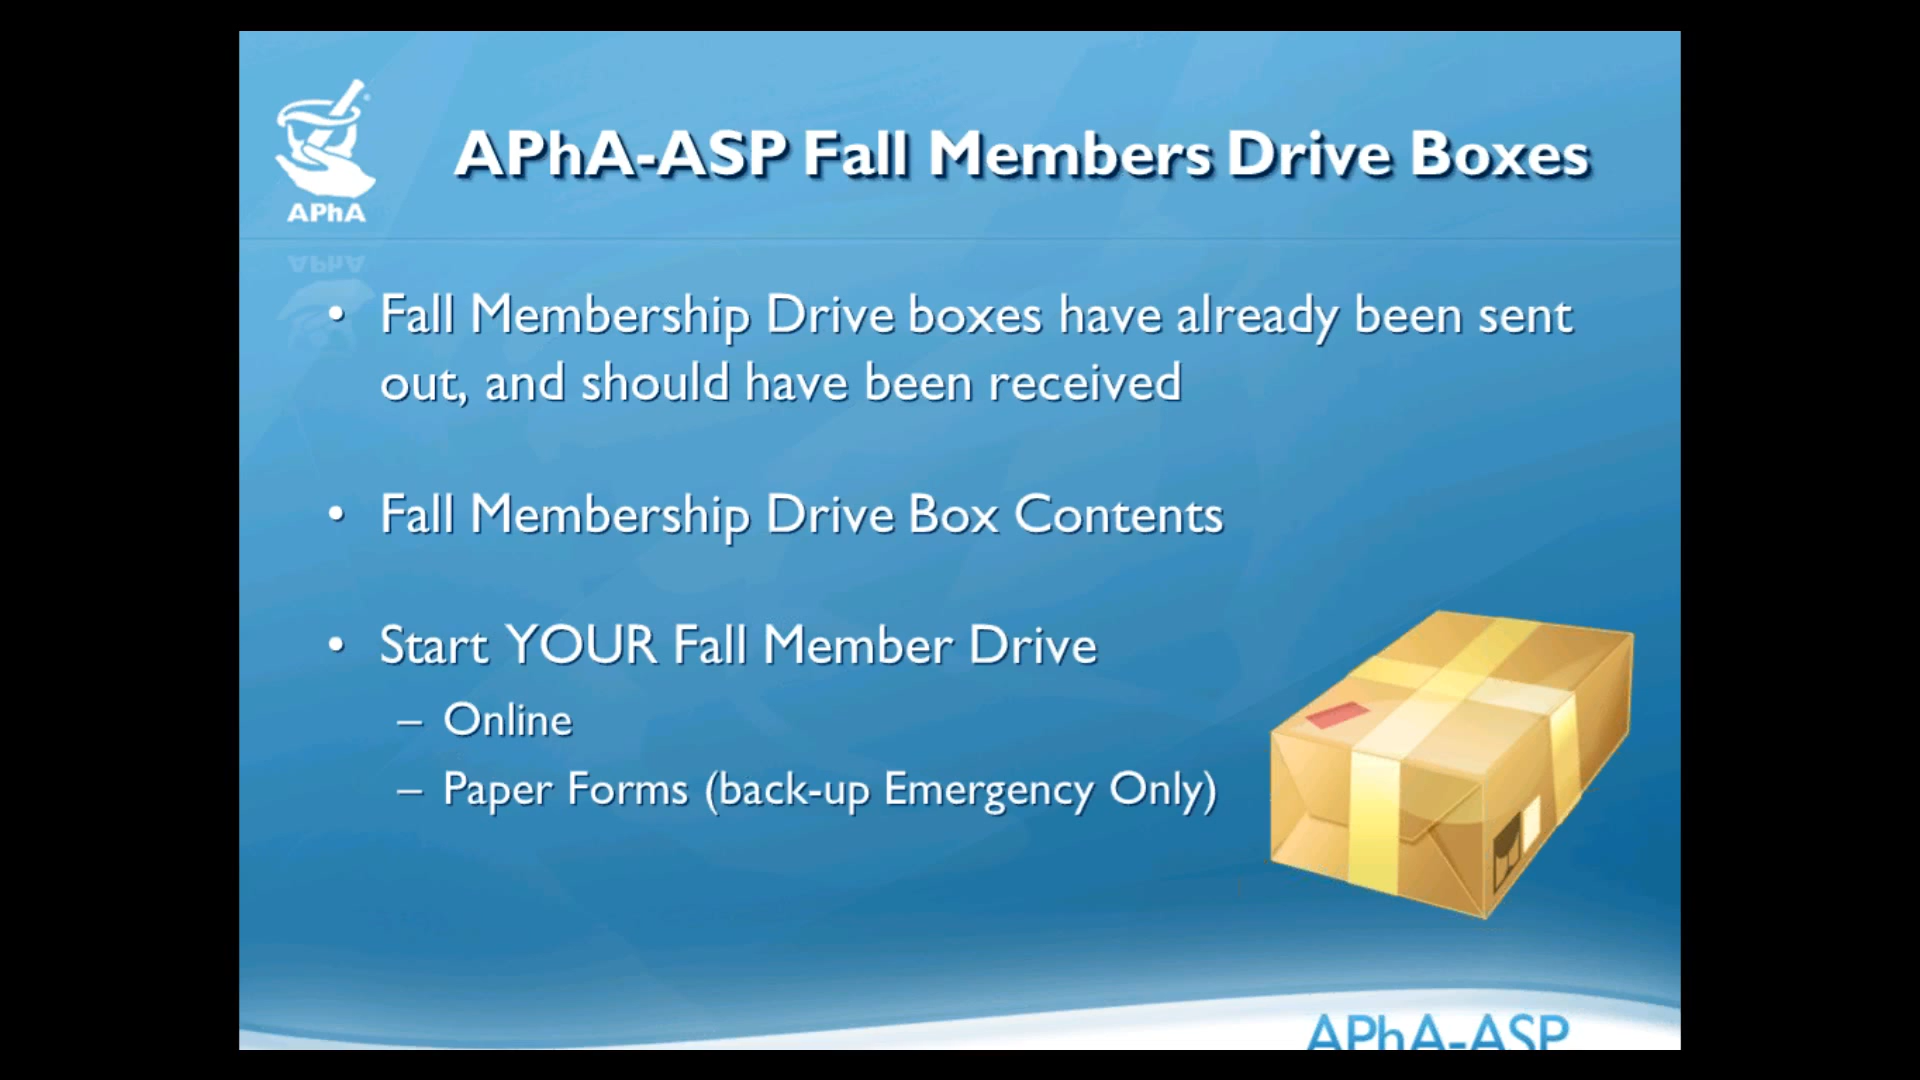 APhA-ASP Fall Members Drive Boxes
APhA
• Fall Membership Drive boxes have already been sent
out, and should have been received
• Fall Membership Drive Box Contents
• Start YOUR Fall Member Drive
– Online
– Paper Forms (back-up Emergency Only)
APhA-ASP